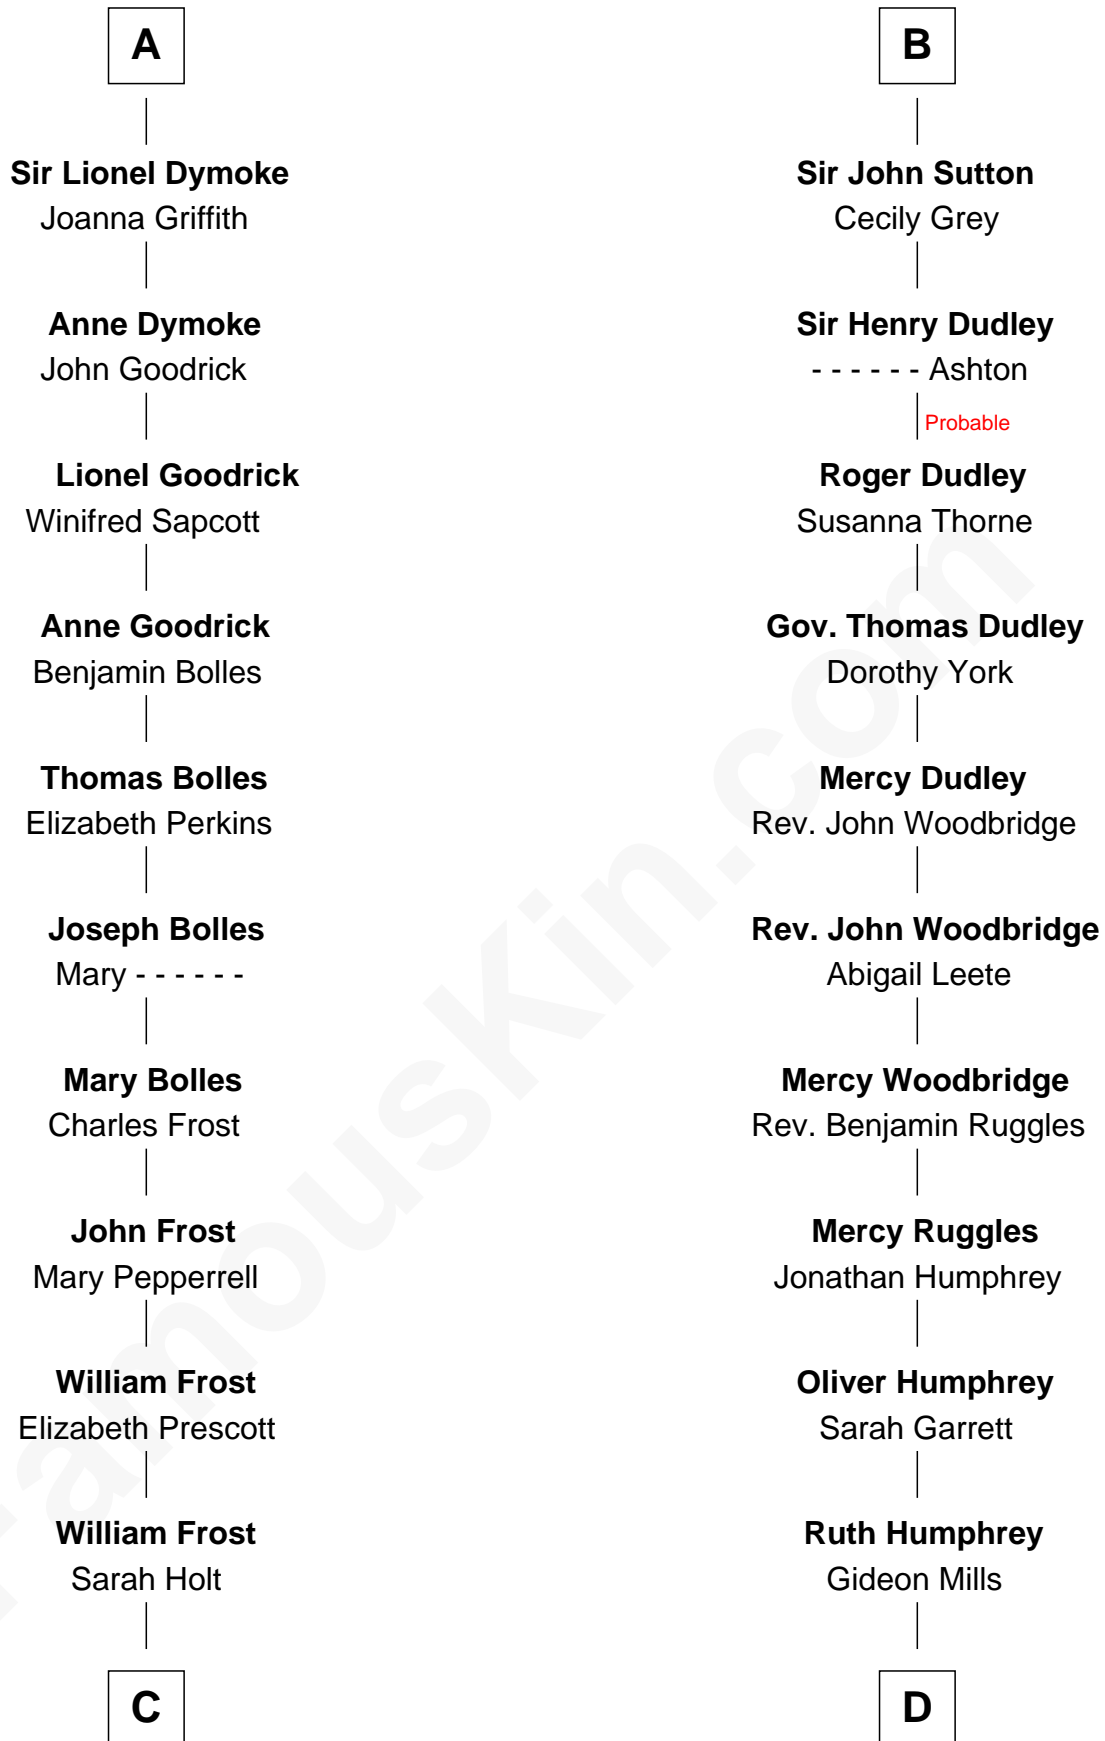 A
Sir Lionel Dymoke
Joanna Griffith
Anne Dymoke
John Goodrick
Lionel Goodrick
Winifred Sapcott
Anne Goodrick
Benjamin Bolles
Thomas Bolles
Elizabeth Perkins
Joseph Bolles
Mary - - - - - -
Mary Bolles
Charles Frost
John Frost
Mary Pepperrell
William Frost
Elizabeth Prescott
William Frost
Sarah Holt
C
B
Sir John Sutton
Cecily Grey
Sir Henry Dudley
- - - - - - Ashton
Probable
Roger Dudley
Susanna Thorne
Gov. Thomas Dudley
Dorothy York
Mercy Dudley
Rev. John Woodbridge
Rev. John Woodbridge
Abigail Leete
Mercy Woodbridge
Rev. Benjamin Ruggles
Mercy Ruggles
Jonathan Humphrey
Oliver Humphrey
Sarah Garrett
Ruth Humphrey
Gideon Mills
D
FamousKin.com